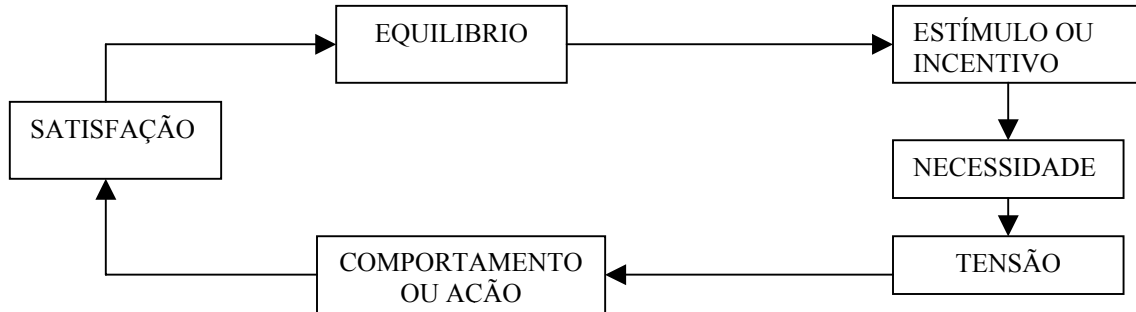 EQUILIBRIO
ESTÍMULO OU
INCENTIVO
SATISFAÇÃO
NECESSIDADE
TENSÃO
COMPORTAMENTO
OU ACÃO